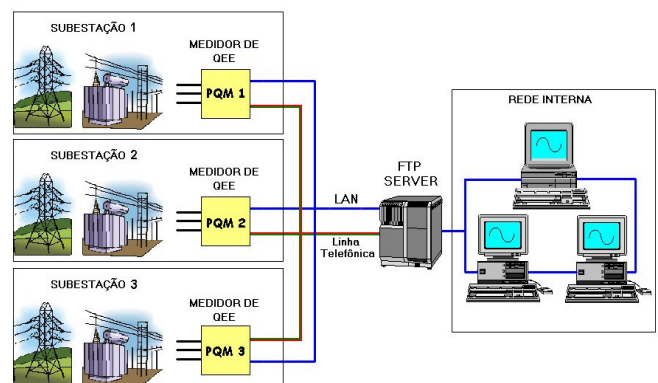 SUBESTAÇÃO 1
MEDIDOR DE
QEE
PQM 1
SUBESTAÇÃO 2
MEDIDOR DE
QEE
PQM 2
SUBESTAÇÃO 3
MEDIDOR DE
QEE
PQM 3
LAN
Linha
Telefônica
FTP
SERVER
REDE INTERNA